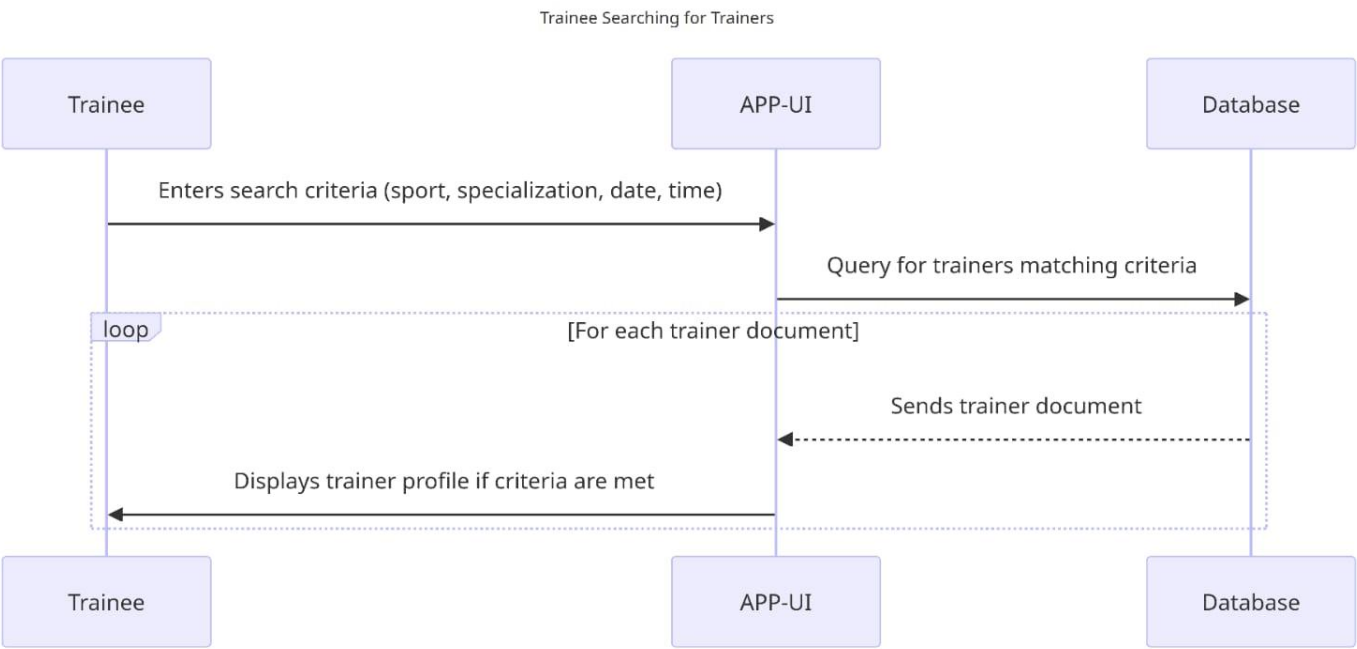 Trainee Searching for Trainers
Trainee
APP-UI
Database
Enters search criteria (sport, specialization, date, time)
Query for trainers matching criteria
loop
[For each trainer document]
Sends trainer document
Displays trainer profile if criteria are met
Trainee
APP-UI
Database